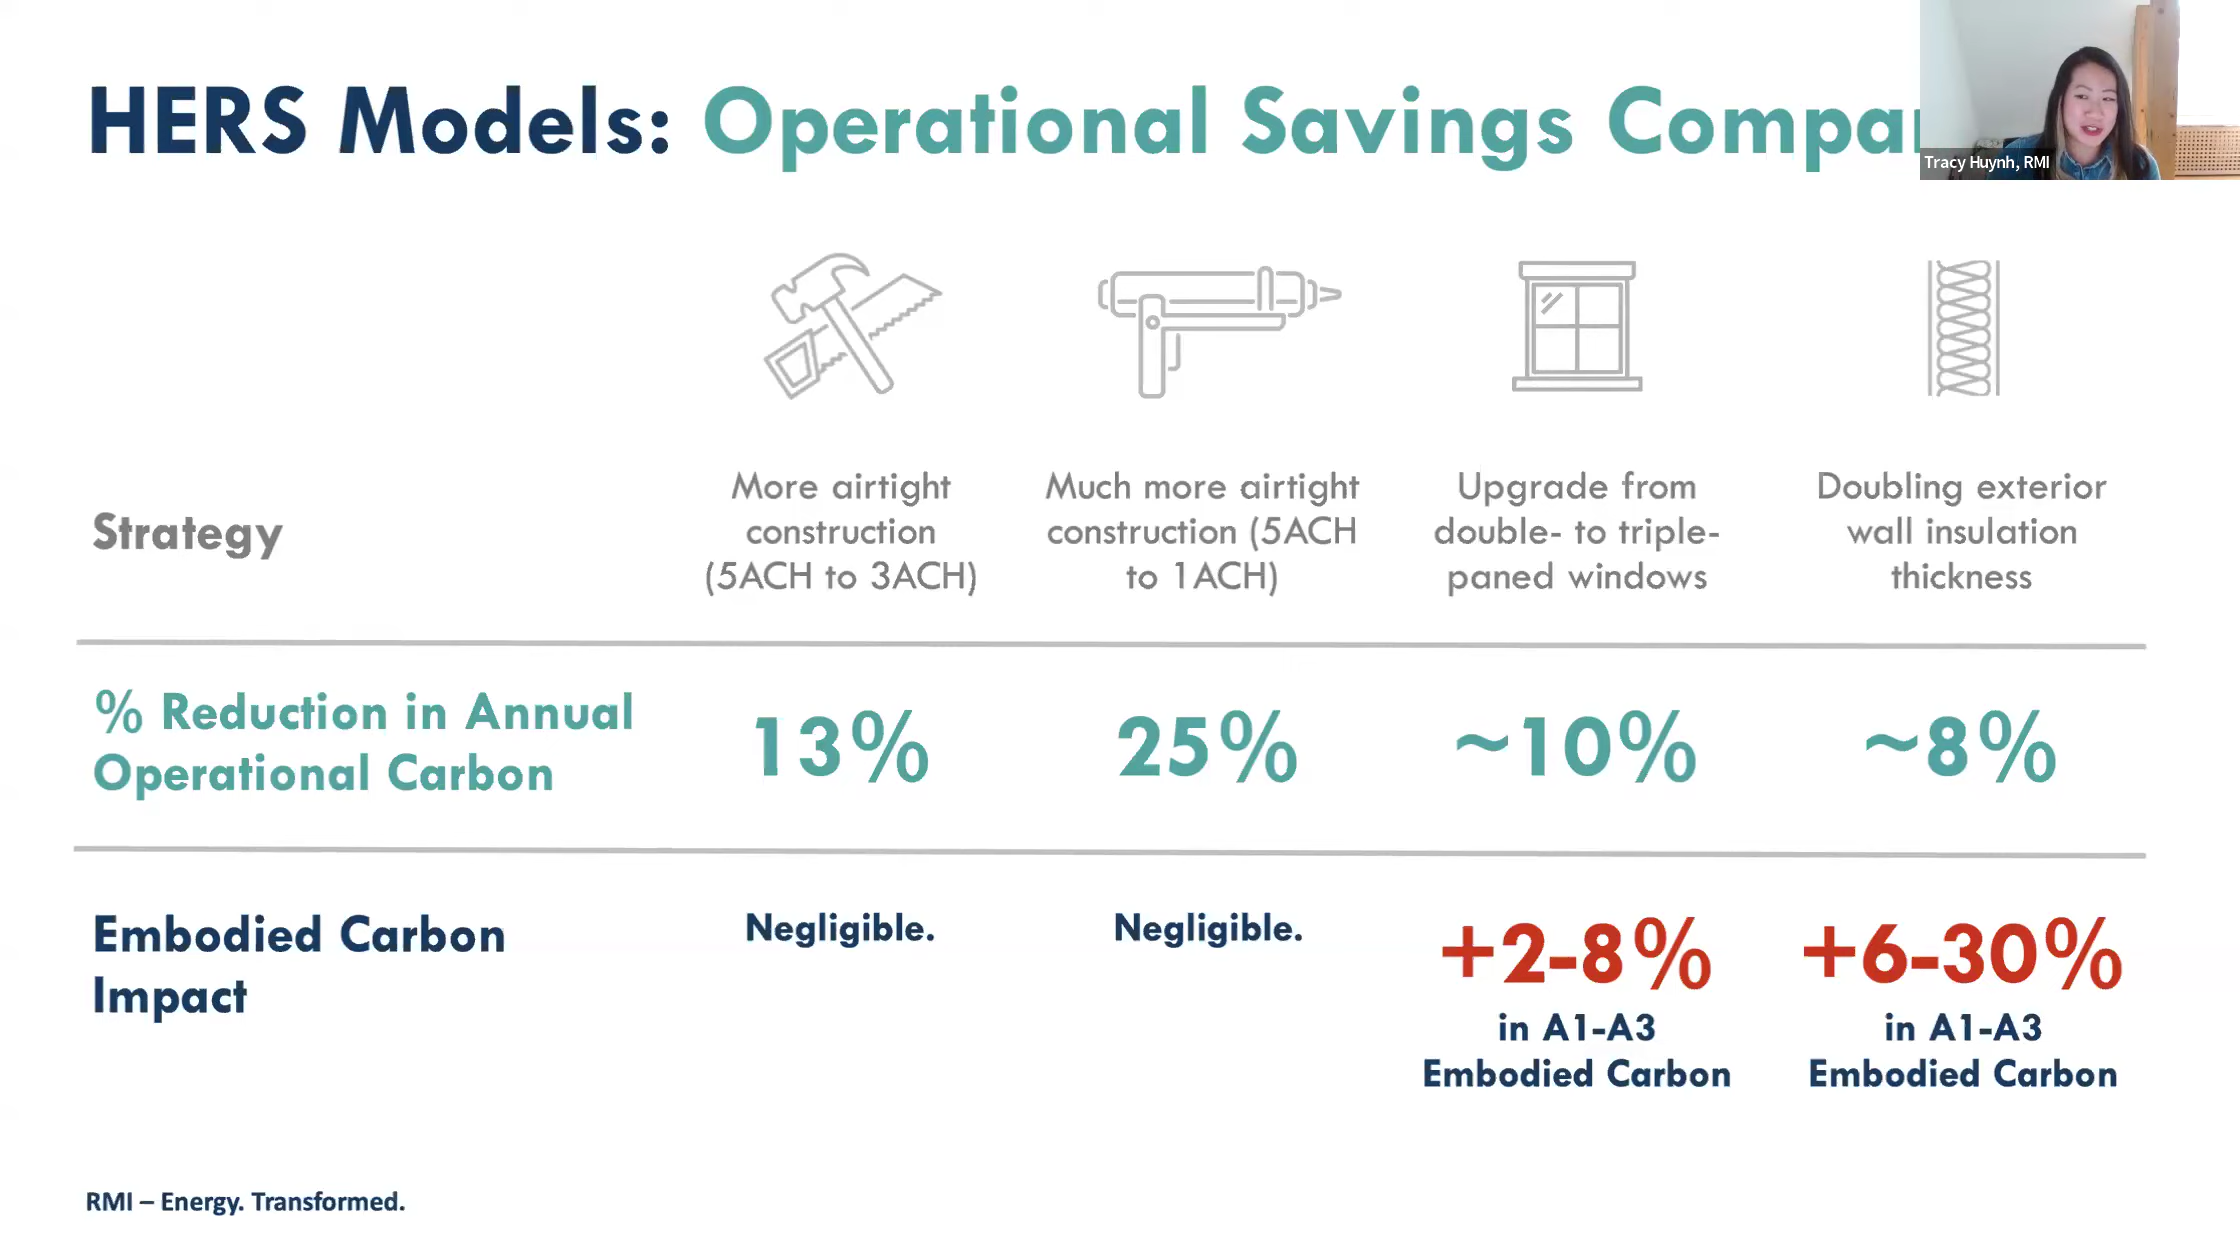 HERS Models: Operational Savings
Tracy Huynh, RMI
Strategy
More airtight
construction
(5ACH to 3ACH)
Much more airtight
construction (5ACH
to 1ACH)
Upgrade from
double- to triple-
paned windows
Doubling exterior
wall insulation
thickness
% Reduction in Annual
Operational Carbon
13%
25%
~10%
~8%
Embodied Carbon
Impact
Negligible.
Negligible.
+2-8%
in A1-A3
Embodied Carbon
+6-30%
in A1-A3
Embodied Carbon
RMI – Energy. Transformed.